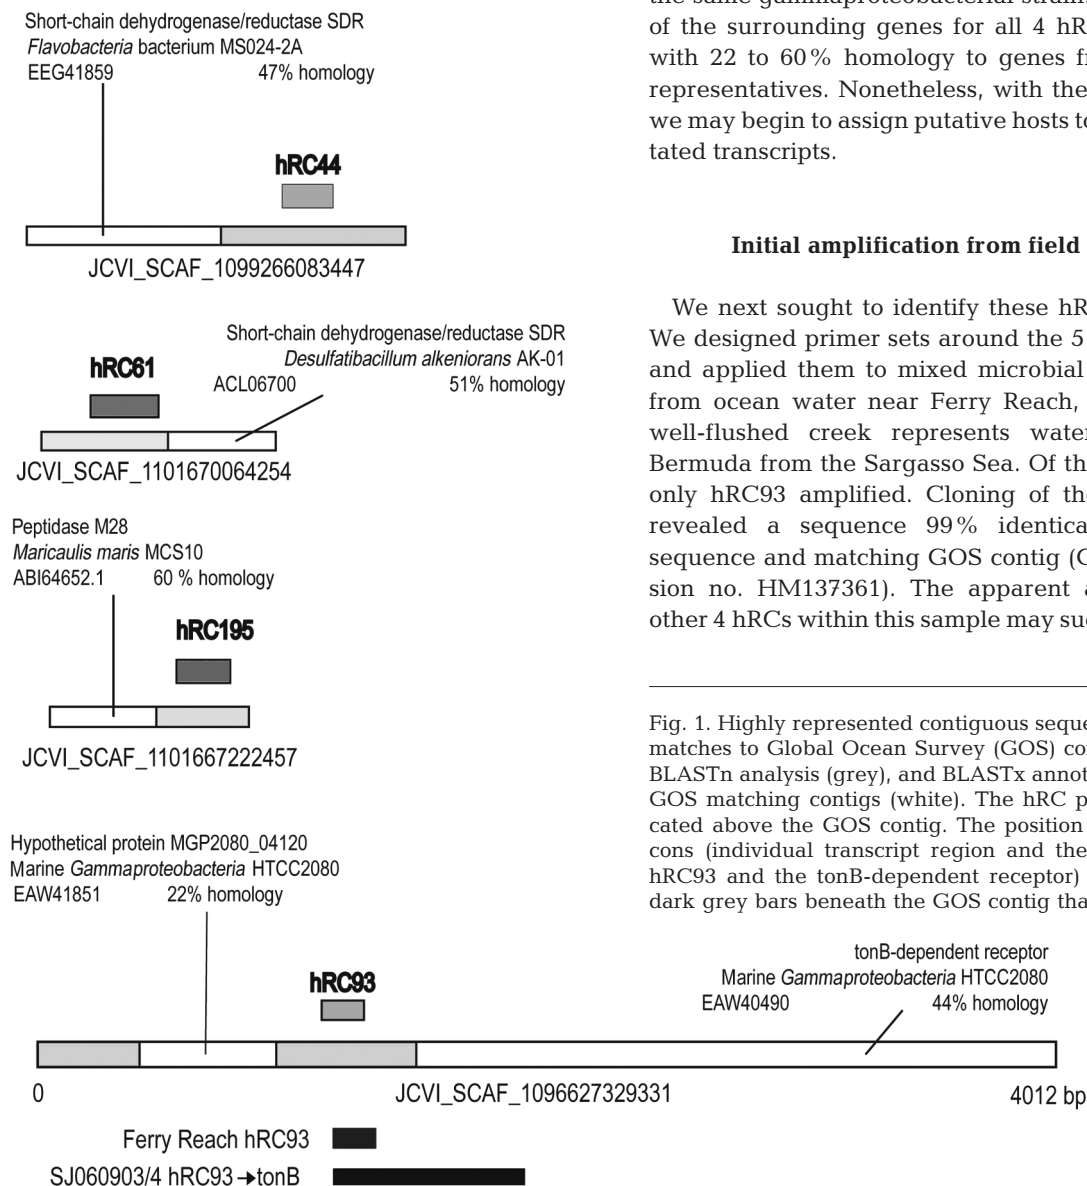 Short-chain dehydrogenase/reductase SDR
Flavobacteria bacterium MS024-2A
EEG41859 47% homology
hRC44
JCVI_SCAF_1099266083447
Short-chain dehydrogenase/reductase SDR
Desulfatibacillum alkeniorans AK-01
ACL06700 51% homology
hRC61
JCVI_SCAF_1101670064254
Peptidase M28
Maricaulis maris MCS10
ABI64652.1 60 % homology
hRC195
JCVI_SCAF_1101667222457
Hypothetical protein MGP2080_04120
Marine Gammaproteobacteria HTCC2080
EAW41851 22% homology
hRC93
tonB-dependent receptor
Marine Gammaproteobacteria HTCC2080
EAW40490 44% homology
0 JCVI_SCAF_1096627329331 4012 bp
Ferry Reach hRC93
SJ060903/4 hRC93→tonB
of the surrounding genes for all 4 hR
with 22 to 60% homology to genes f
representatives. Nonetheless, with the
we may begin to assign putative hosts to
tated transcripts.
Initial amplification from field
We next sought to identify these hR
We designed primer sets around the 5
and applied them to mixed microbial
from ocean water near Ferry Reach,
well-flushed creek represents water
Bermuda from the Sargasso Sea. Of th
only hRC93 amplified. Cloning of the
revealed a sequence 99% identica
sequence and matching GOS contig (G
sion no. HM137361). The apparent a
other 4 hRCs within this sample may su
Fig. 1. Highly represented contiguous seque
matches to Global Ocean Survey (GOS) co
BLASTn analysis (grey), and BLASTx annot
GOS matching contigs (white). The hRC p
cated above the GOS contig. The position
cons (individual transcript region and the
hRC93 and the tonB-dependent receptor)
dark grey bars beneath the GOS contig tha